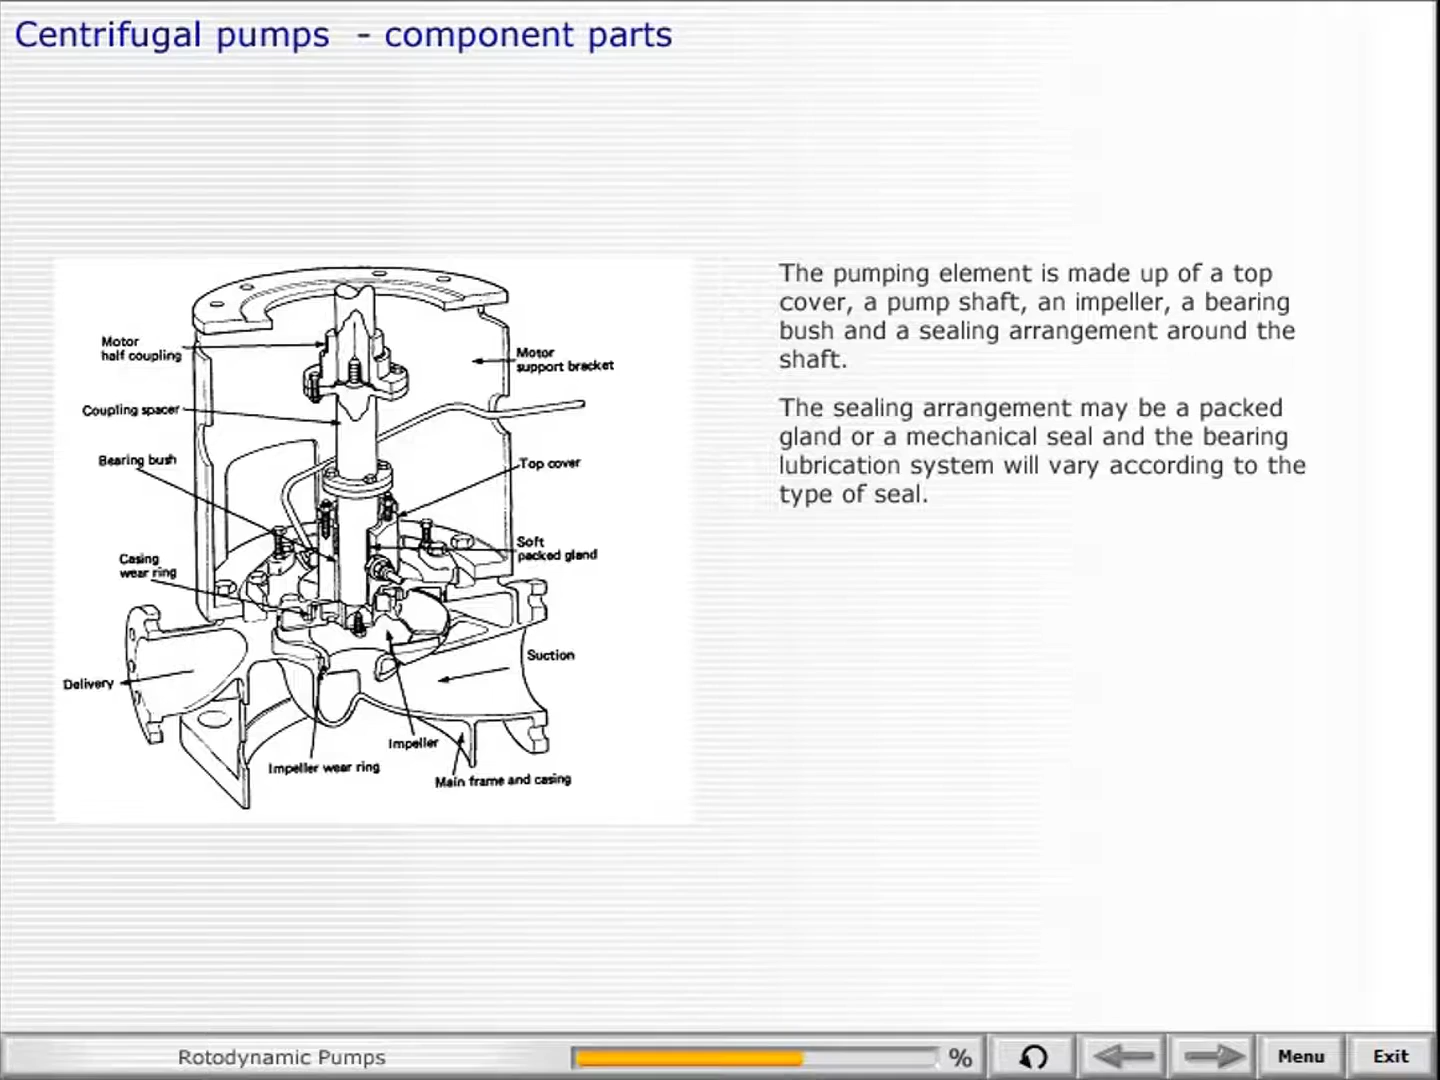 Centrifugal pumps - component parts
Motor
half coupling
Motor
support bracket
Coupling spacer
Bearing bush
Top cover
Casing
wear ring
Soft
packed gland
Suction
Delivery
Impeller
Impeller wear ring
Main frame and casing
The pumping element is made up of a top
cover, a pump shaft, an impeller, a bearing
bush and a sealing arrangement around the
shaft.
The sealing arrangement may be a packed
gland or a mechanical seal and the bearing
lubrication system will vary according to the
type of seal.
Rotodynamic Pumps
%
Menu
Exit